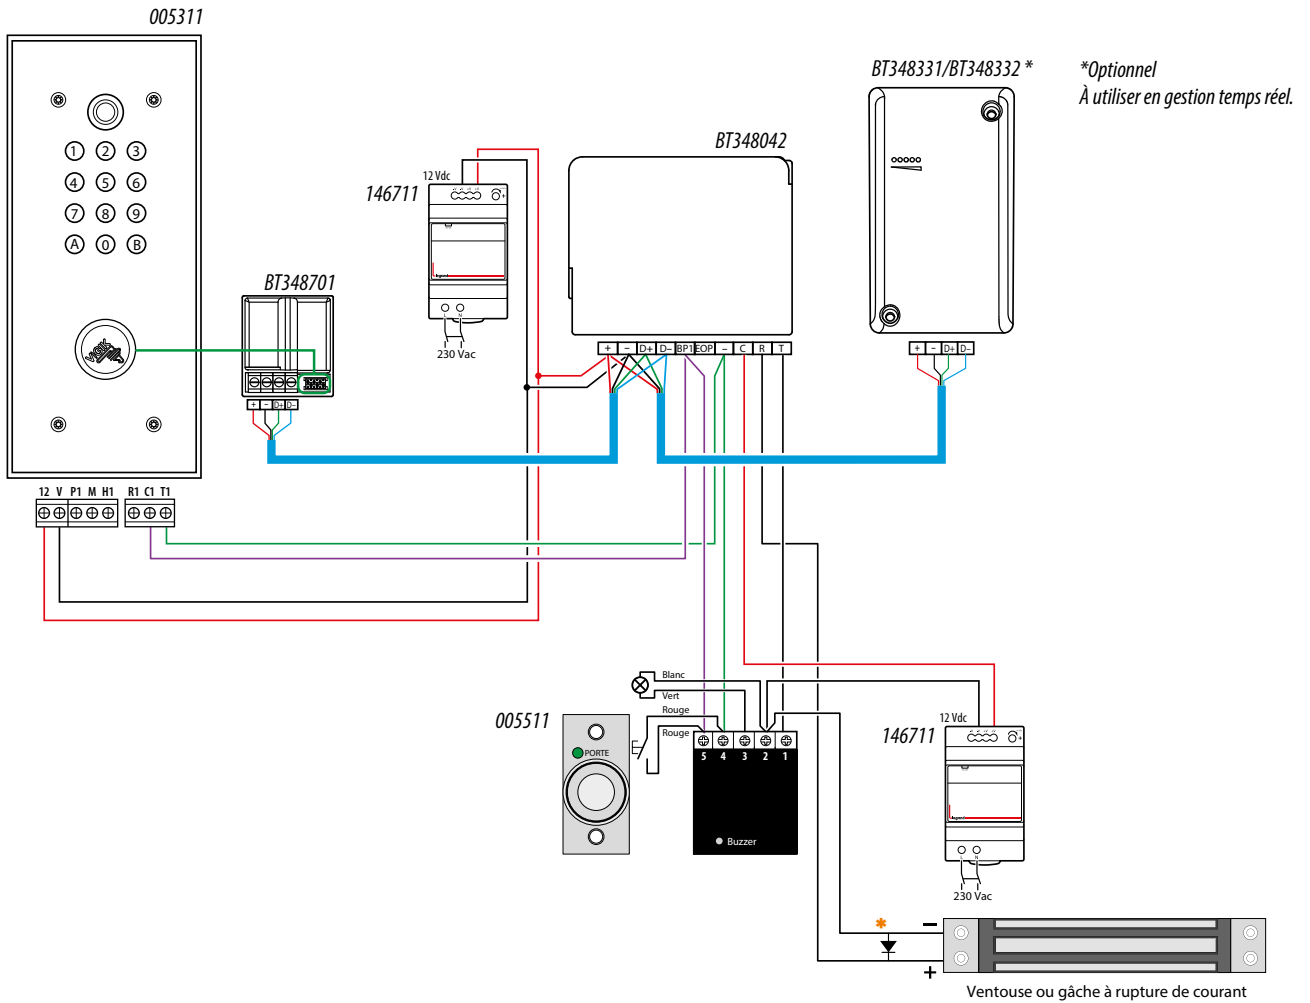 005311
BT348331/BT348332 *
*Optionnel
À utiliser en gestion temps réel.
BT348042
1 2 3
4 5 6
7 8 9
A 0 B
VIGIK
12 Vdc
146711
legrand
L N
230 Vac
BT348701
+ – D+ D–
+ – D+ D– BP1 EOP – C R T
+ – D+ D–
12 V P1 M H1 R1 C1 T1
Blanc
Vert
Rouge
Rouge
005511
PORTE
5 4 3 2 1
Buzzer
12 Vdc
146711
legrand
L N
230 Vac
*
–
+
Ventouse ou gâche à rupture de courant